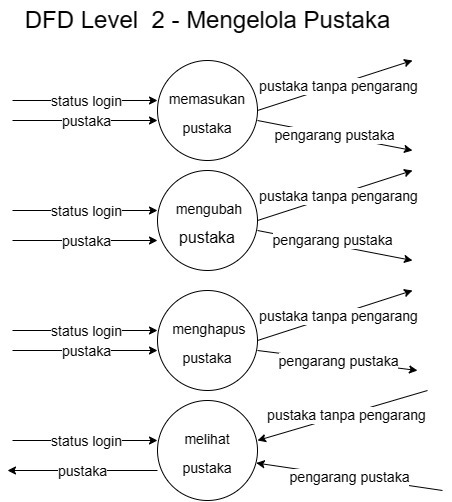 DFD Level 2 - Mengelola Pustaka
pustaka tanpa pengarang
status login
memasukan
pustaka
pustaka
pengarang pustaka
pustaka tanpa pengarang
status login
mengubah
pustaka
pustaka
pengarang pustaka
pustaka tanpa pengarang
status login
menghapus
pustaka
pustaka
pengarang pustaka
pustaka tanpa pengarang
status login
melihat
pustaka
pustaka
pengarang pustaka